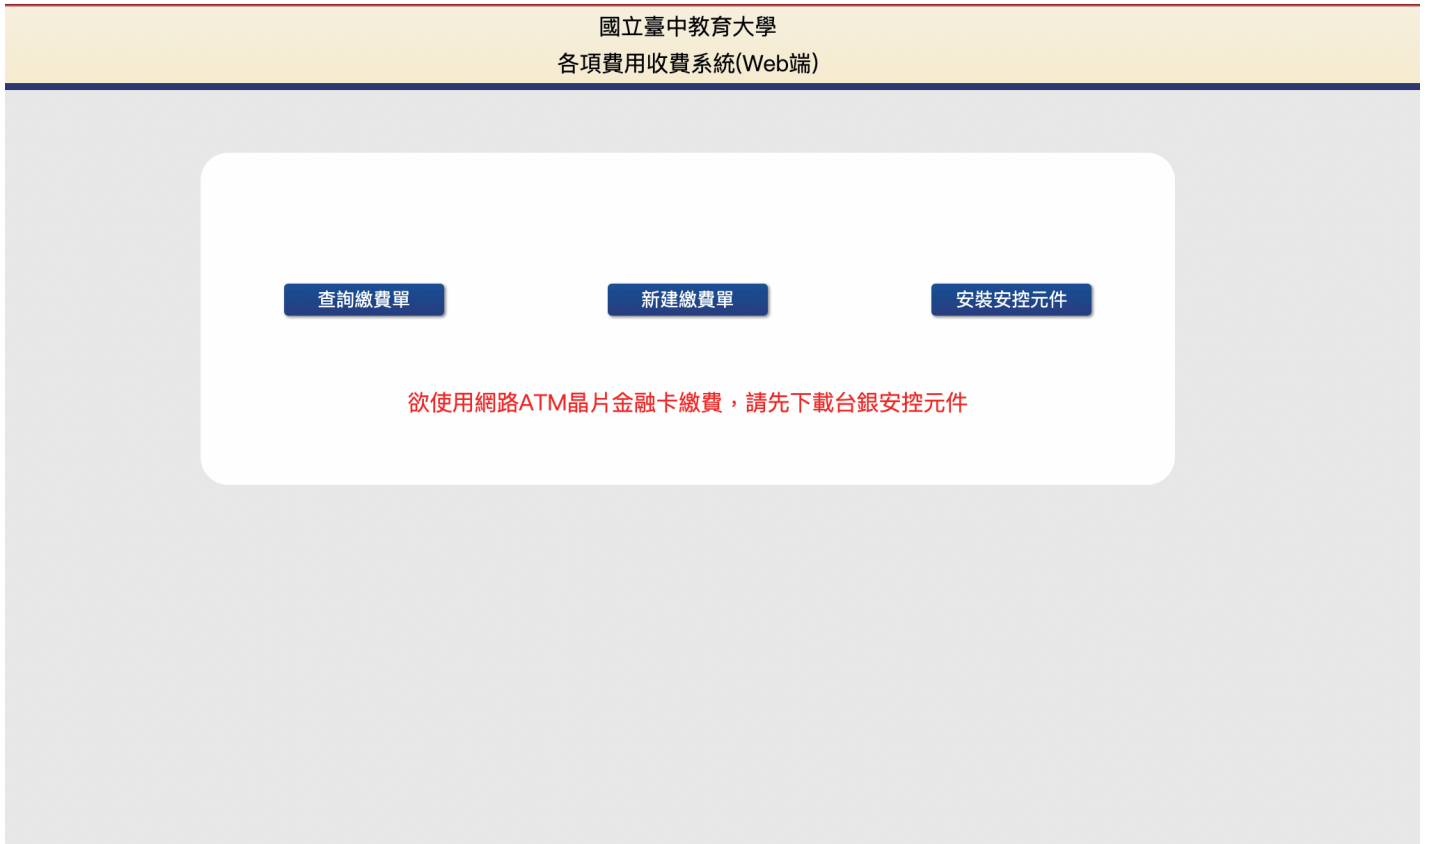 國立臺中教育大學
各項費用收費系統(Web端)
查詢繳費單
新建繳費單
安裝安控元件
欲使用網路ATM晶片金融卡繳費，請先下載台銀安控元件